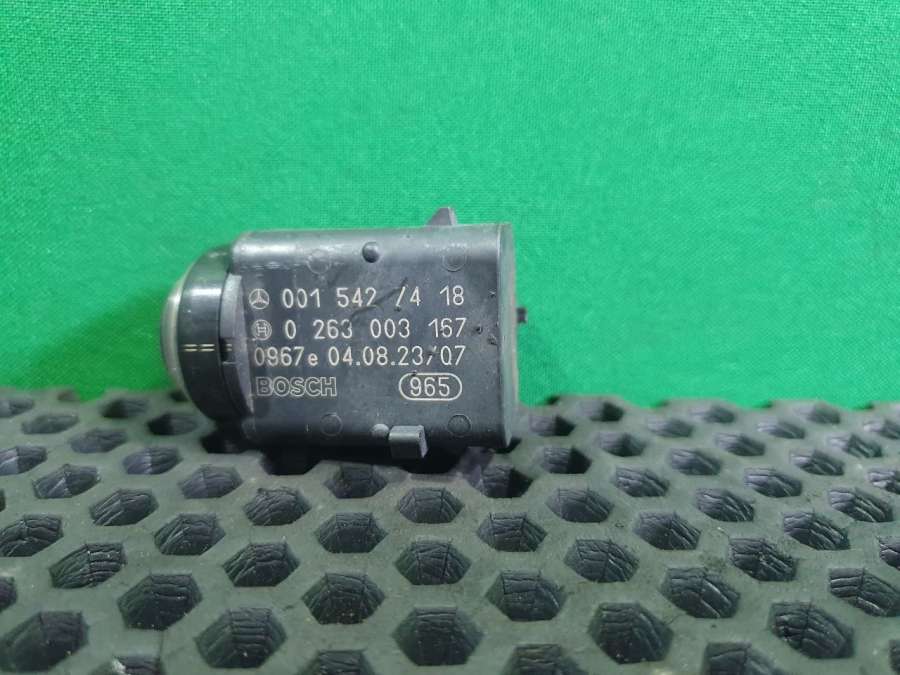 001 542 74 18
0 263 003 167
0967e 04.08.23/07
BOSCH 965